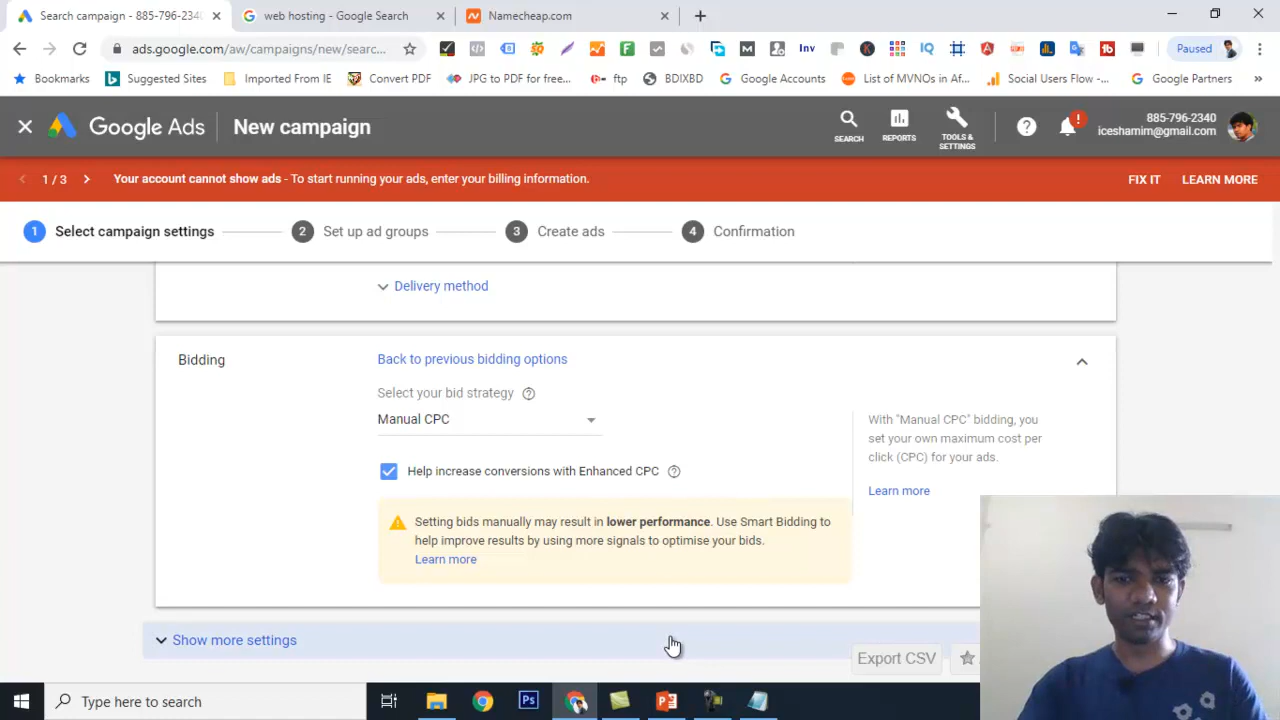 Search campaign - 885-796-2340
web hosting - Google Search
Namecheap.com
ads.google.com/aw/campaigns/new/searc...
Inv
Paused
Bookmarks
Suggested Sites
Imported From IE
Convert PDF
JPG to PDF for free...
ftp
BDIXBD
Google Accounts
List of MVNOs in Af...
Social Users Flow -...
Google Partners
Google Ads
New campaign
SEARCH
REPORTS
TOOLS & SETTINGS
885-796-2340
iceshamim@gmail.com
1 / 3
Your account cannot show ads - To start running your ads, enter your billing information.
FIX IT
LEARN MORE
1 Select campaign settings
2 Set up ad groups
3 Create ads
4 Confirmation
Delivery method
Bidding
Back to previous bidding options
Select your bid strategy
Manual CPC
With "Manual CPC" bidding, you
set your own maximum cost per
click (CPC) for your ads.
Learn more
Help increase conversions with Enhanced CPC
Setting bids manually may result in lower performance. Use Smart Bidding to
help improve results by using more signals to optimise your bids.
Learn more
Show more settings
Export CSV
Type here to search